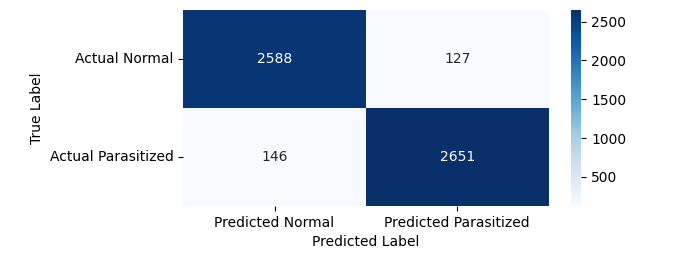 Actual Normal
2588
127
Actual Parasitized
146
2651
Predicted Normal
Predicted Parasitized
Predicted Label
True Label
2500
2000
1500
1000
500